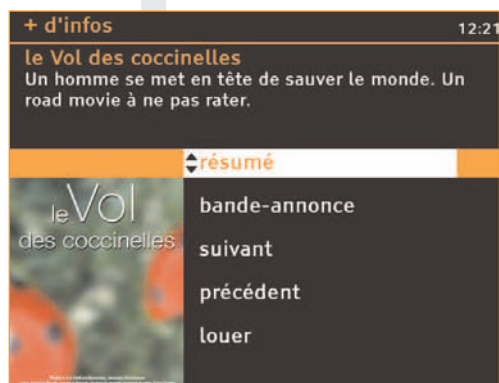 + d'infos
12:21
le Vol des coccinelles
Un homme se met en tête de sauver le monde. Un
road movie à ne pas rater.
résumé
le Vol
des coccinelles
bande-annonce
suivant
précédent
louer